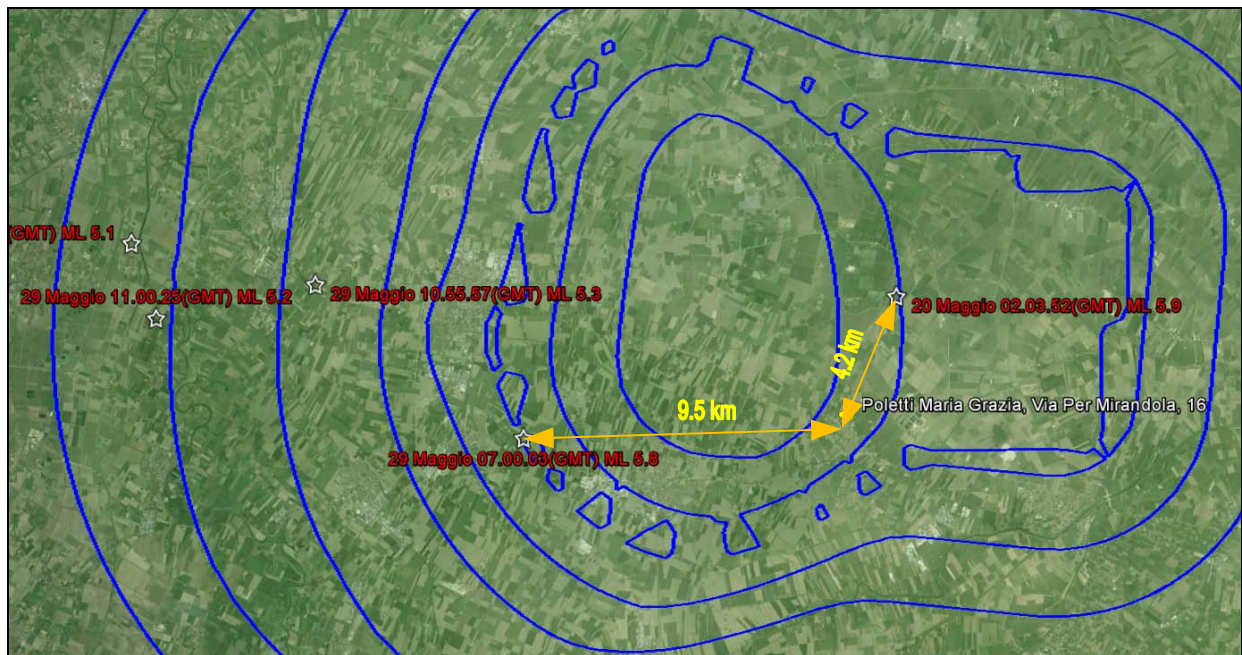 (GMT) ML 5.1
29 Maggio 11.00.25(GMT) ML 5.2
29 Maggio 10.55.57(GMT) ML 5.3
20 Maggio 02.03.52(GMT) ML 5.9
4.2 km
9.5 km
Poletti Maria Grazia, Via Per Mirandola, 16
29 Maggio 07.00.03(GMT) ML 5.8